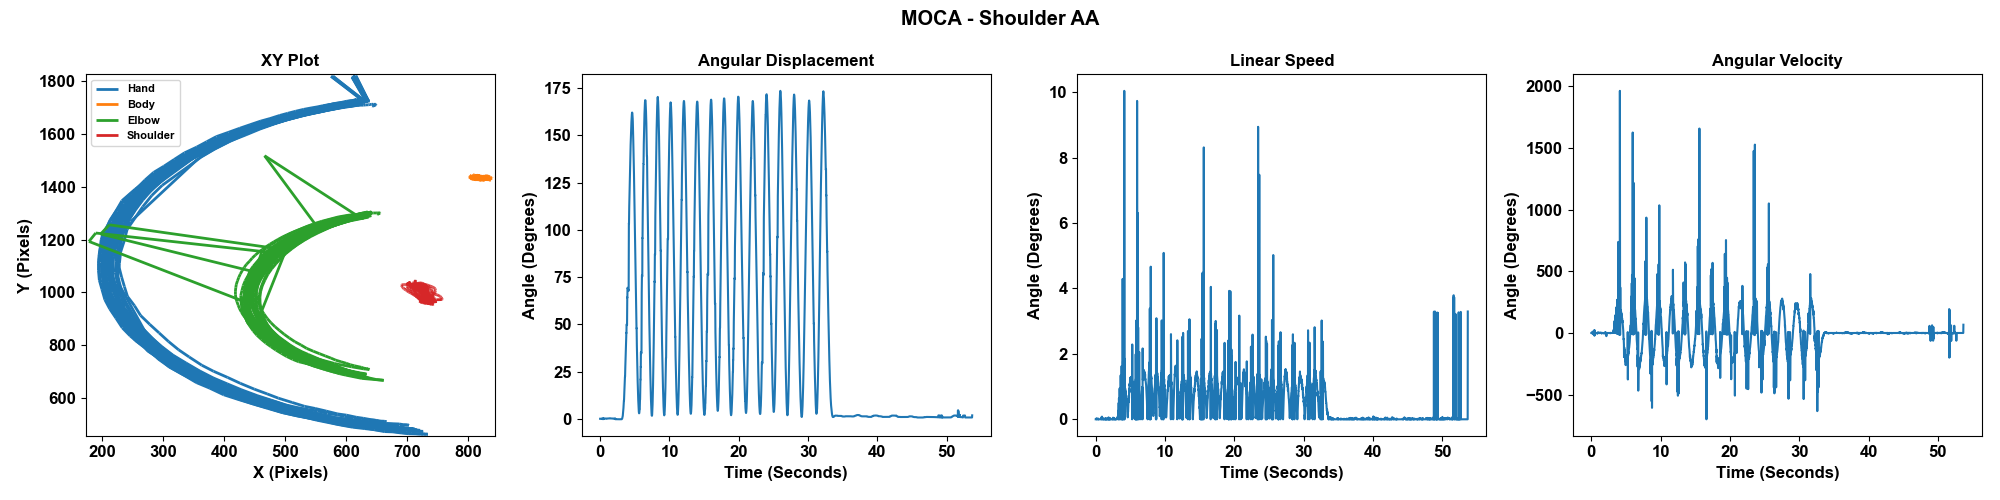 MOCA - Shoulder AA
XY Plot
Hand
Body
Elbow
Shoulder
1800
1600
1400
1200
1000
800
600
200 300 400 500 600 700 800
X (Pixels)
Y (Pixels)
Angular Displacement
175
150
125
100
75
50
25
0
0 10 20 30 40 50
Time (Seconds)
Angle (Degrees)
Linear Speed
10
8
6
4
2
0
0 10 20 30 40 50
Time (Seconds)
Angle (Degrees)
Angular Velocity
2000
1500
1000
500
0
−500
0 10 20 30 40 50
Time (Seconds)
Angle (Degrees)